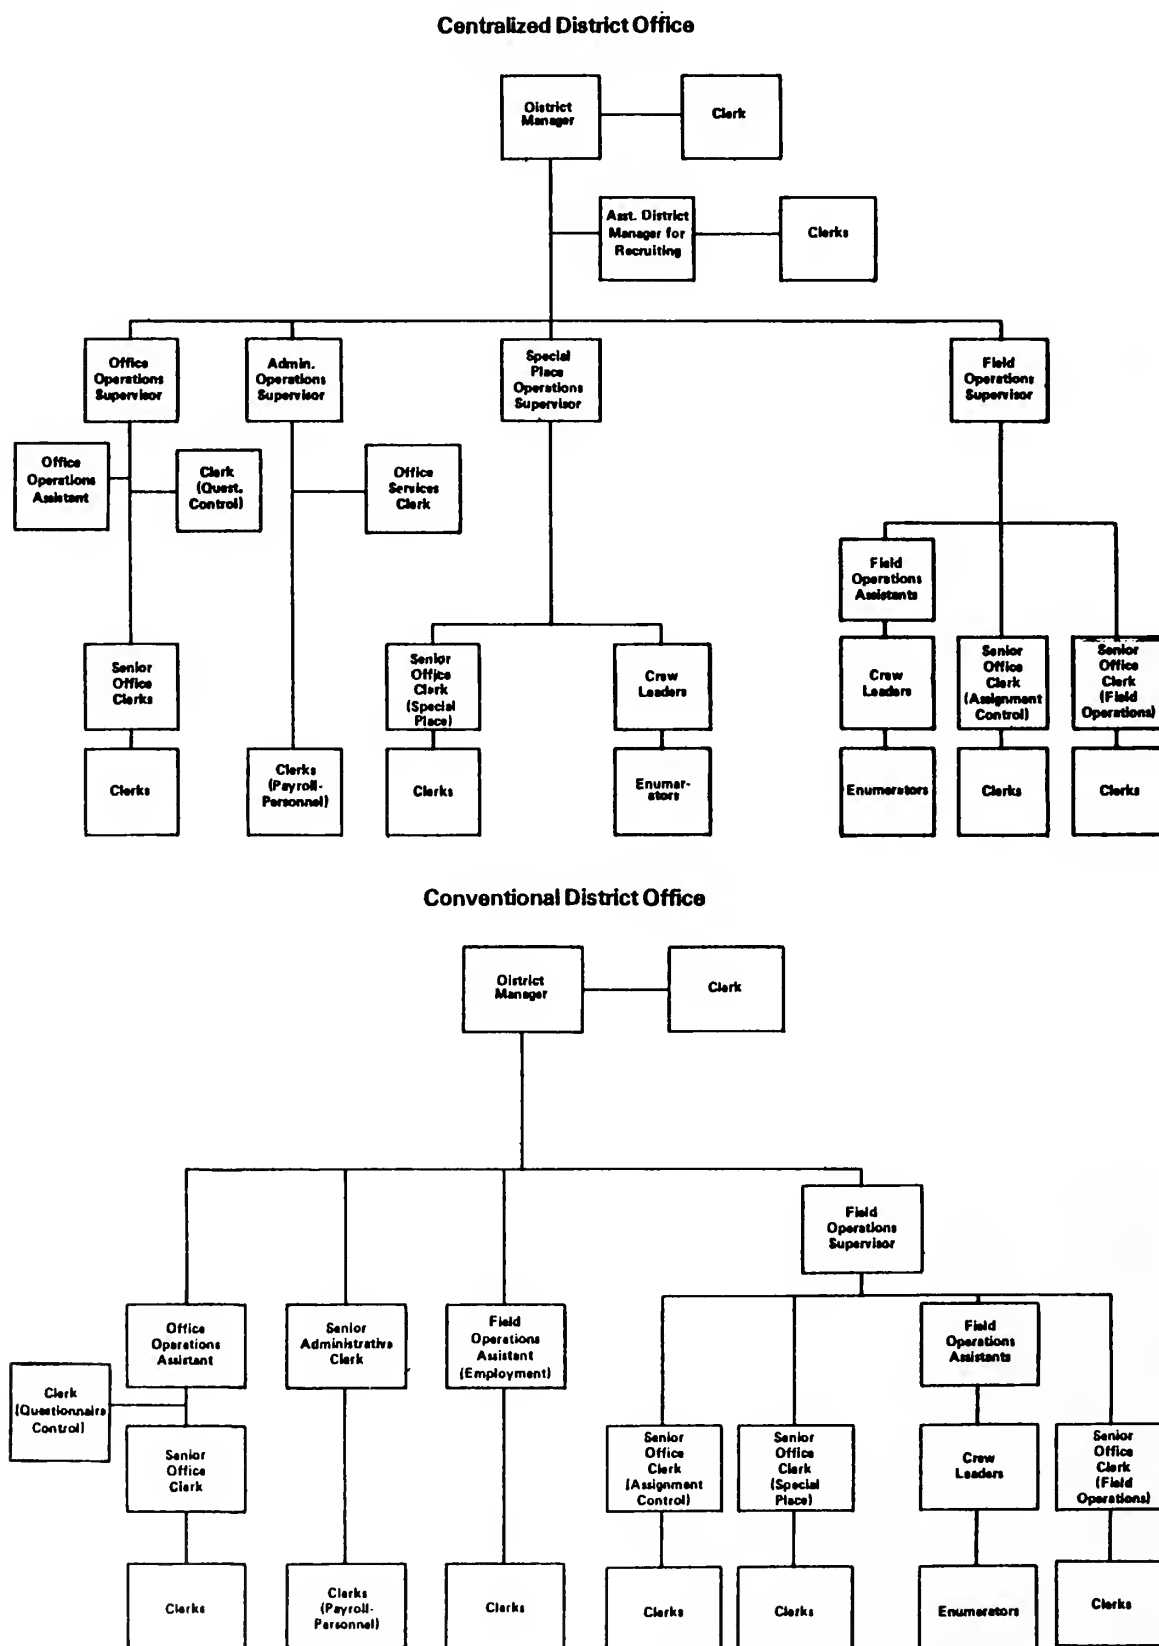 Centralized District Office
District
Manager
Clerk
Asst. District
Manager for
Recruiting
Clerks
Office
Operations
Supervisor
Admin.
Operations
Supervisor
Special
Place
Operations
Supervisor
Field
Operations
Supervisor
Office
Operations
Assistant
Clerk
(Quest.
Control)
Office
Services
Clerk
Field
Operations
Assistants
Senior
Office
Clerks
Senior
Office
Clerk
(Special
Place)
Crew
Leaders
Crew
Leaders
Senior
Office
Clerk
(Assignment
Control)
Senior
Office
Clerk
(Field
Operations)
Clerks
Clerks
(Payroll-
Personnel)
Clerks
Enumer-
ators
Enumerators
Clerks
Clerks
Conventional District Office
District
Manager
Clerk
Field
Operations
Supervisor
Office
Operations
Assistant
Senior
Administrative
Clerk
Field
Operations
Assistant
(Employment)
Field
Operations
Assistants
Clerk
(Questionnaire
Control)
Senior
Office
Clerk
Senior
Office
Clerk
(Assignment
Control)
Senior
Office
Clerk
(Special
Place)
Crew
Leaders
Senior
Office
Clerk
(Field
Operations)
Clerks
Clerks
(Payroll-
Personnel)
Clerks
Clerks
Clerks
Enumerators
Clerks